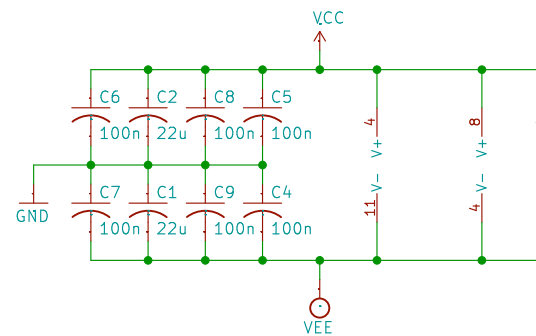 VCC
C6 C2 C8 C5
100n 22u 100n 100n
4 V+ 8 V+
GND
C7 C1 C9 C4
100n 22u 100n 100n
V- 11 V- 4
VEE